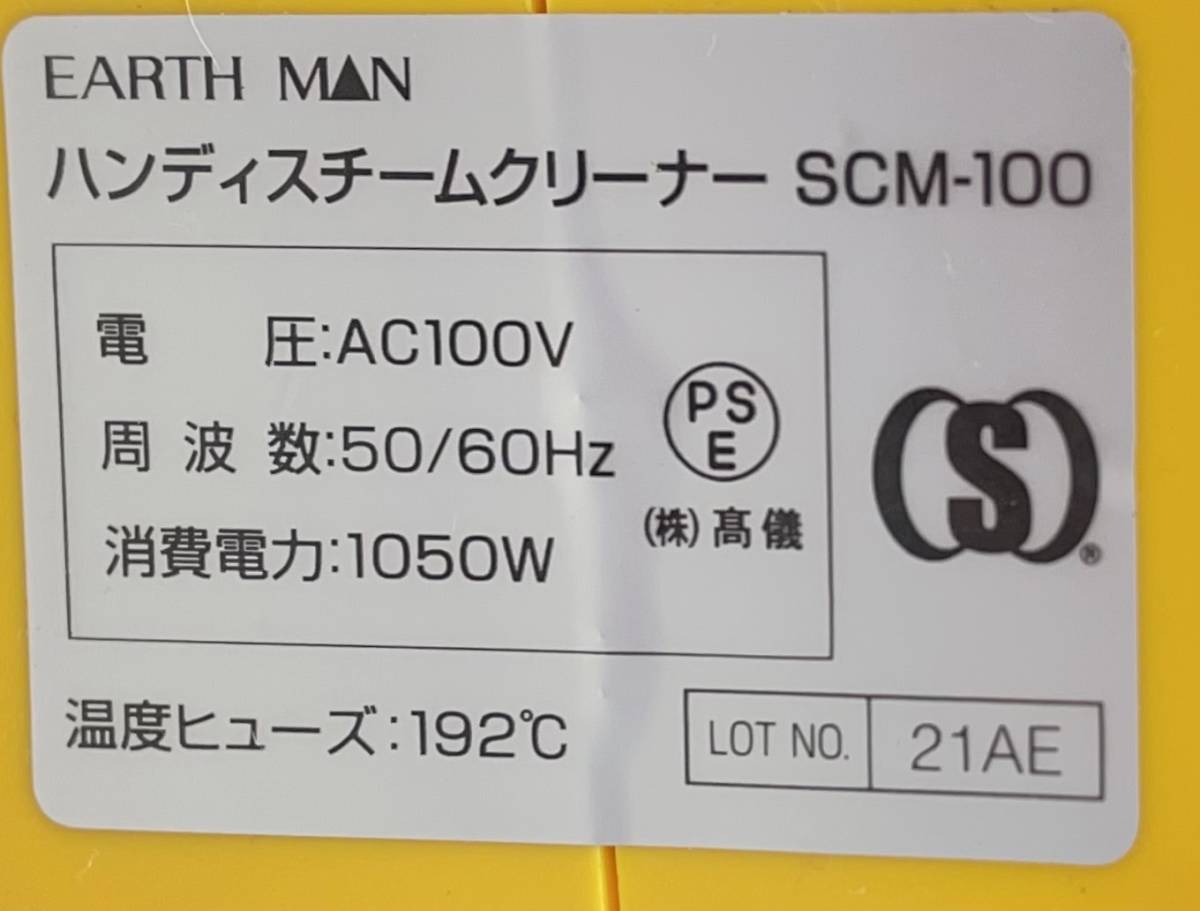 EARTH MAN
ハンディスチームクリーナー SCM-100
電 圧:AC100V
周 波 数:50/60Hz
消費電力:1050W
PS
E
(株)髙儀
S
®
温度ヒューズ:192℃
LOT NO. 21AE